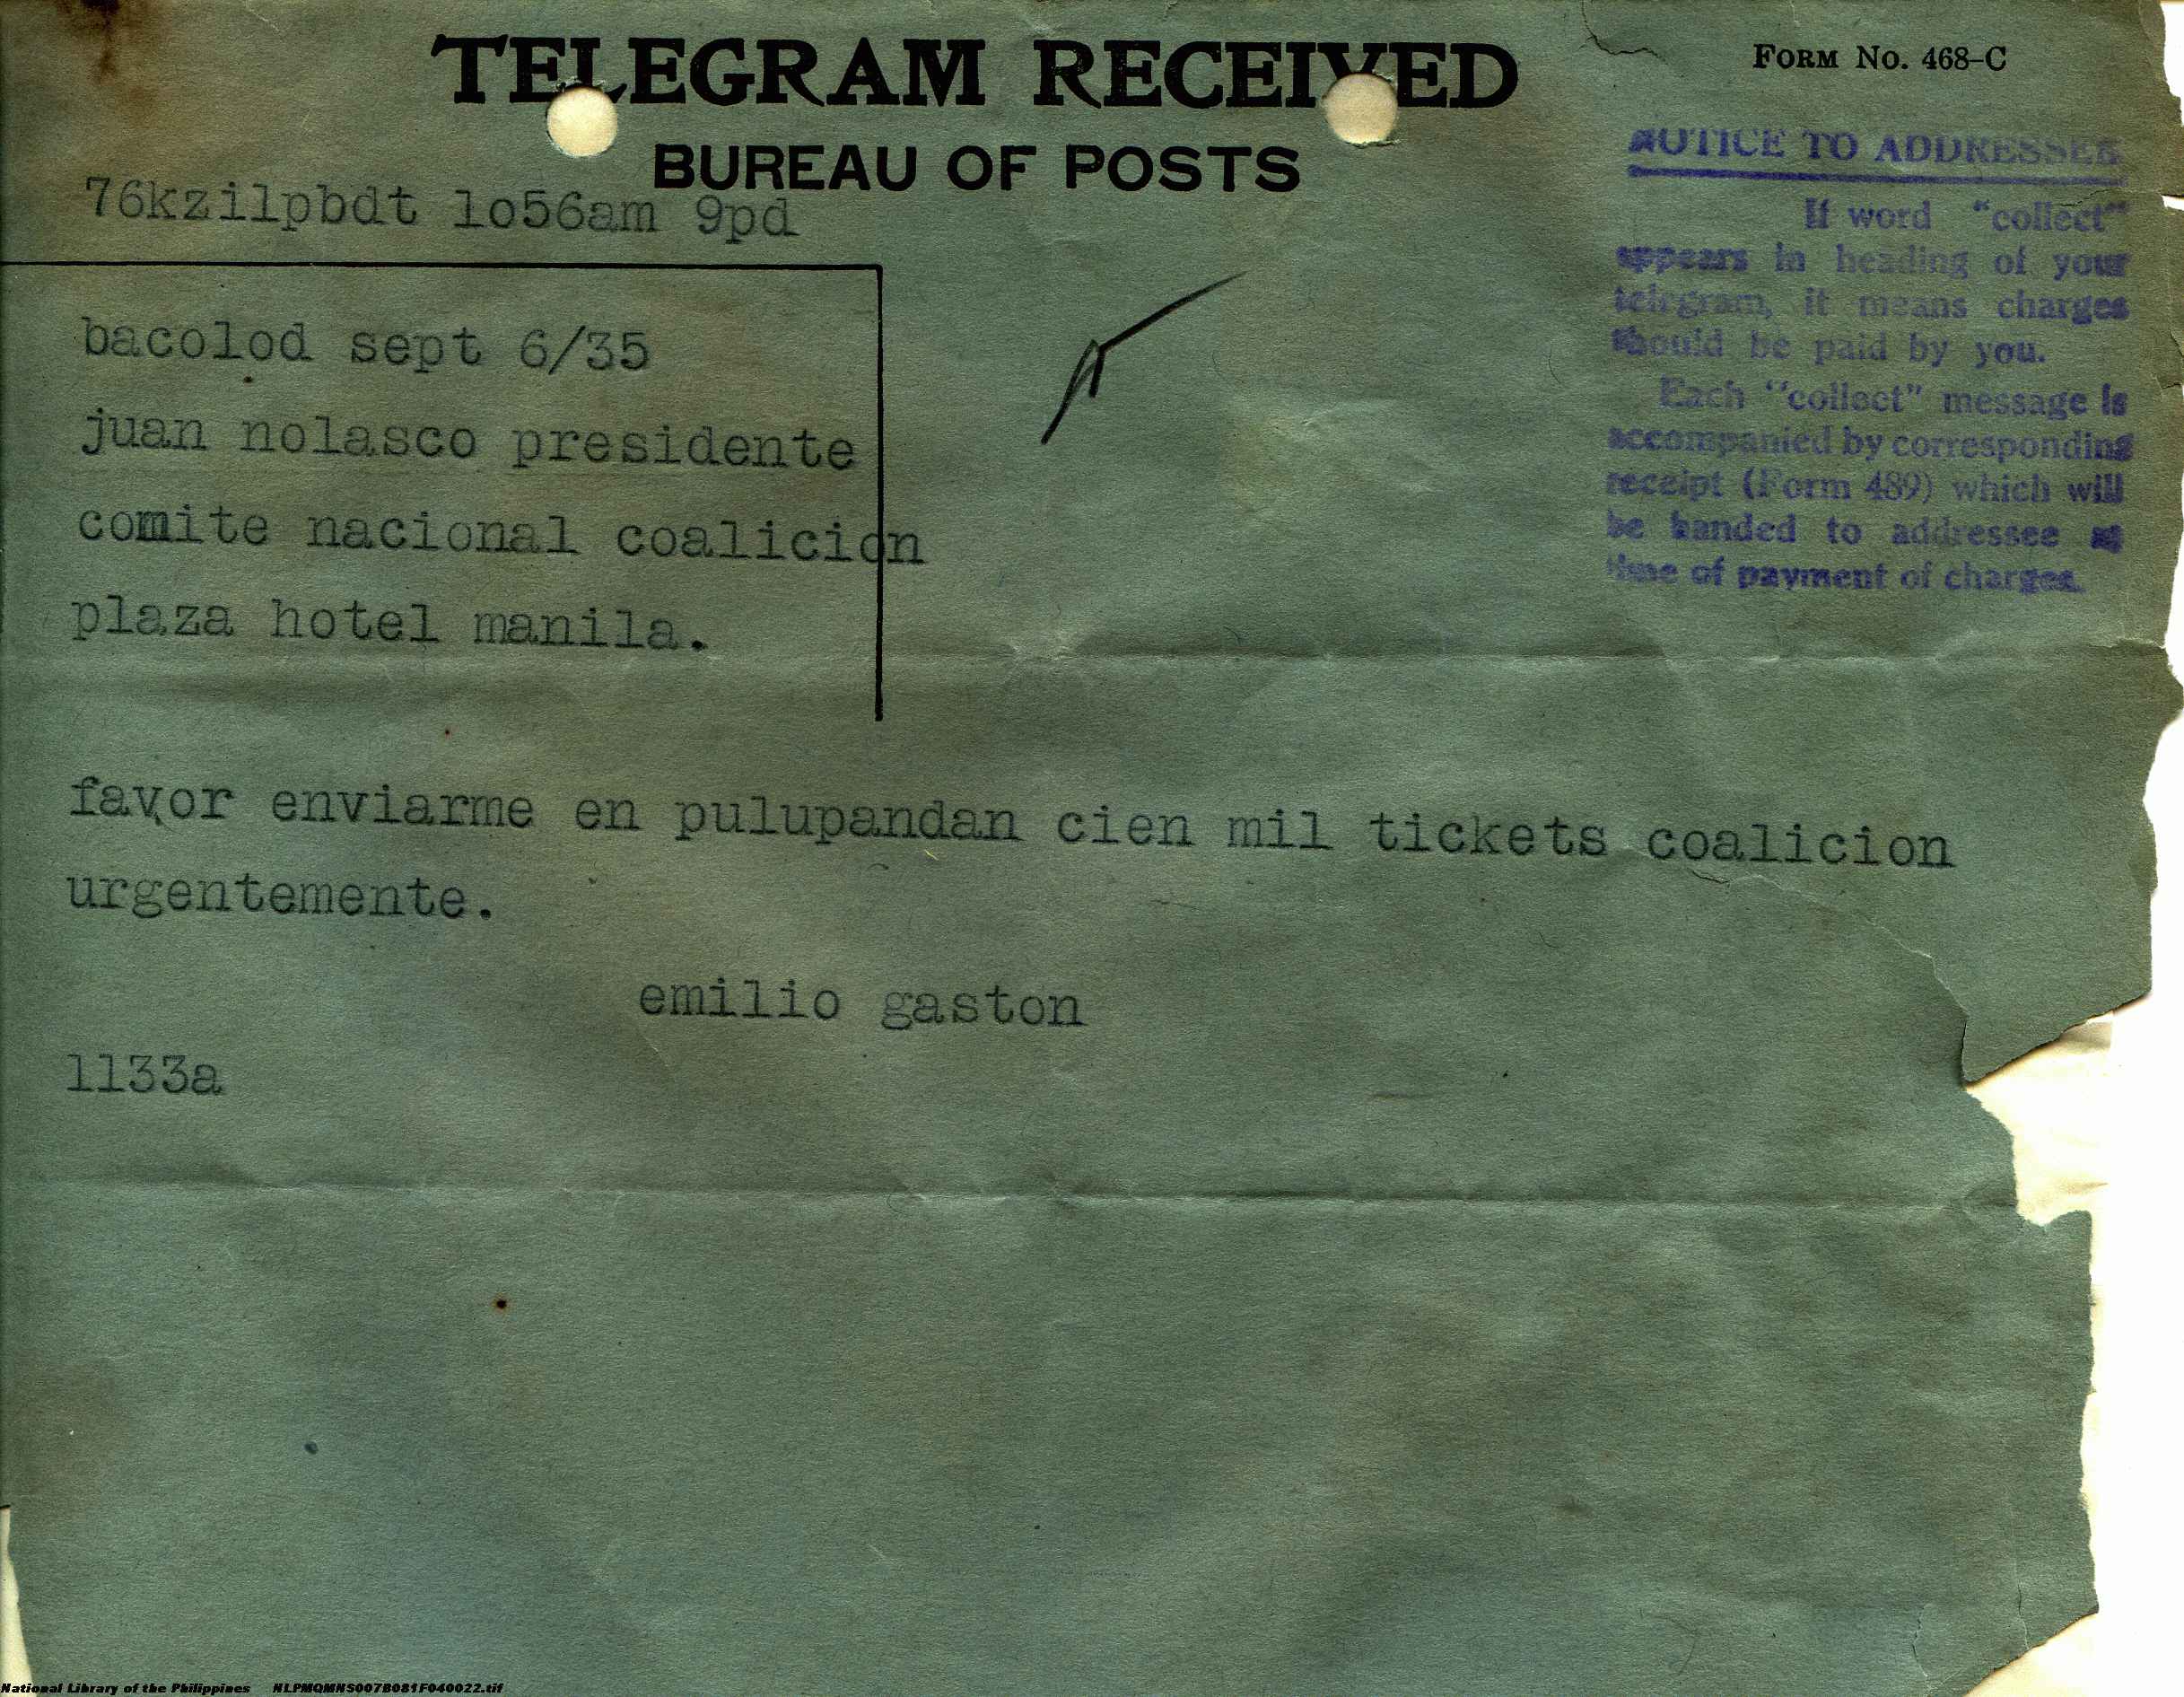 TELEGRAM RECEIVED
FORM No. 468-C
BUREAU OF POSTS
76kzilpbdt 1o56am 9pd
bacolod sept 6/35
juan nolasco presidente
comite nacional coalicion
plaza hotel manila.
NOTICE TO ADDRESSEE
If word "collect"
appears in heading of your
telegram, it means charges
should be paid by you.
Each "collect" message is
accompanied by corresponding
receipt (Form 489) which will
be handed to addressee at
time of payment of charges.
favor enviarme en pulupandan cien mil tickets coalicion
urgentemente.
emilio gaston
1133a
National Library of the Philippines NLPMQMNS007B081F040022.tif